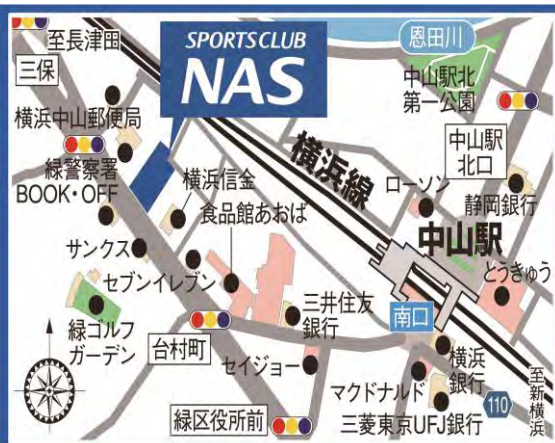 至長津田
三保
SPORTSCLUB
NAS
恩田川
中山駅北
第一公園
横浜中山郵便局
中山駅
北口
緑警察署
BOOK・OFF
横浜信金
横浜線
ローソン
静岡銀行
食品館あおば
中山駅
サンクス
とうきゅう
セブンイレブン
三井住友
銀行
南口
緑ゴルフ
ガーデン
台村町
セイジョー
横浜
銀行
至新横浜
マクドナルド
110
緑区役所前
三菱東京UFJ銀行